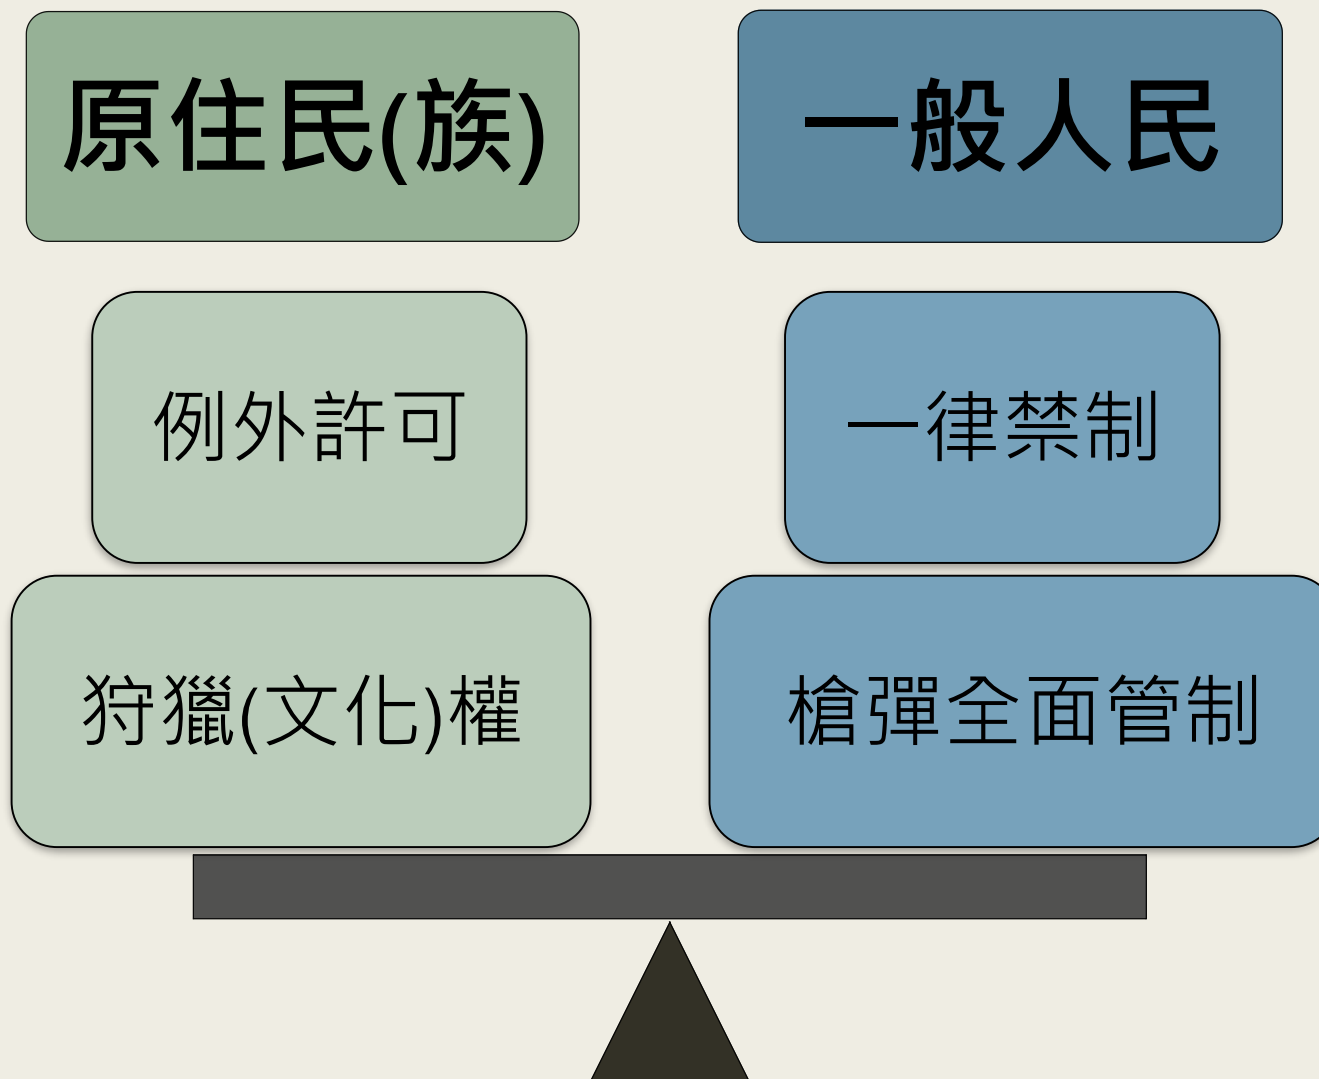 原住民(族)
一般人民
例外許可
一律禁制
狩獵(文化)權
槍彈全面管制